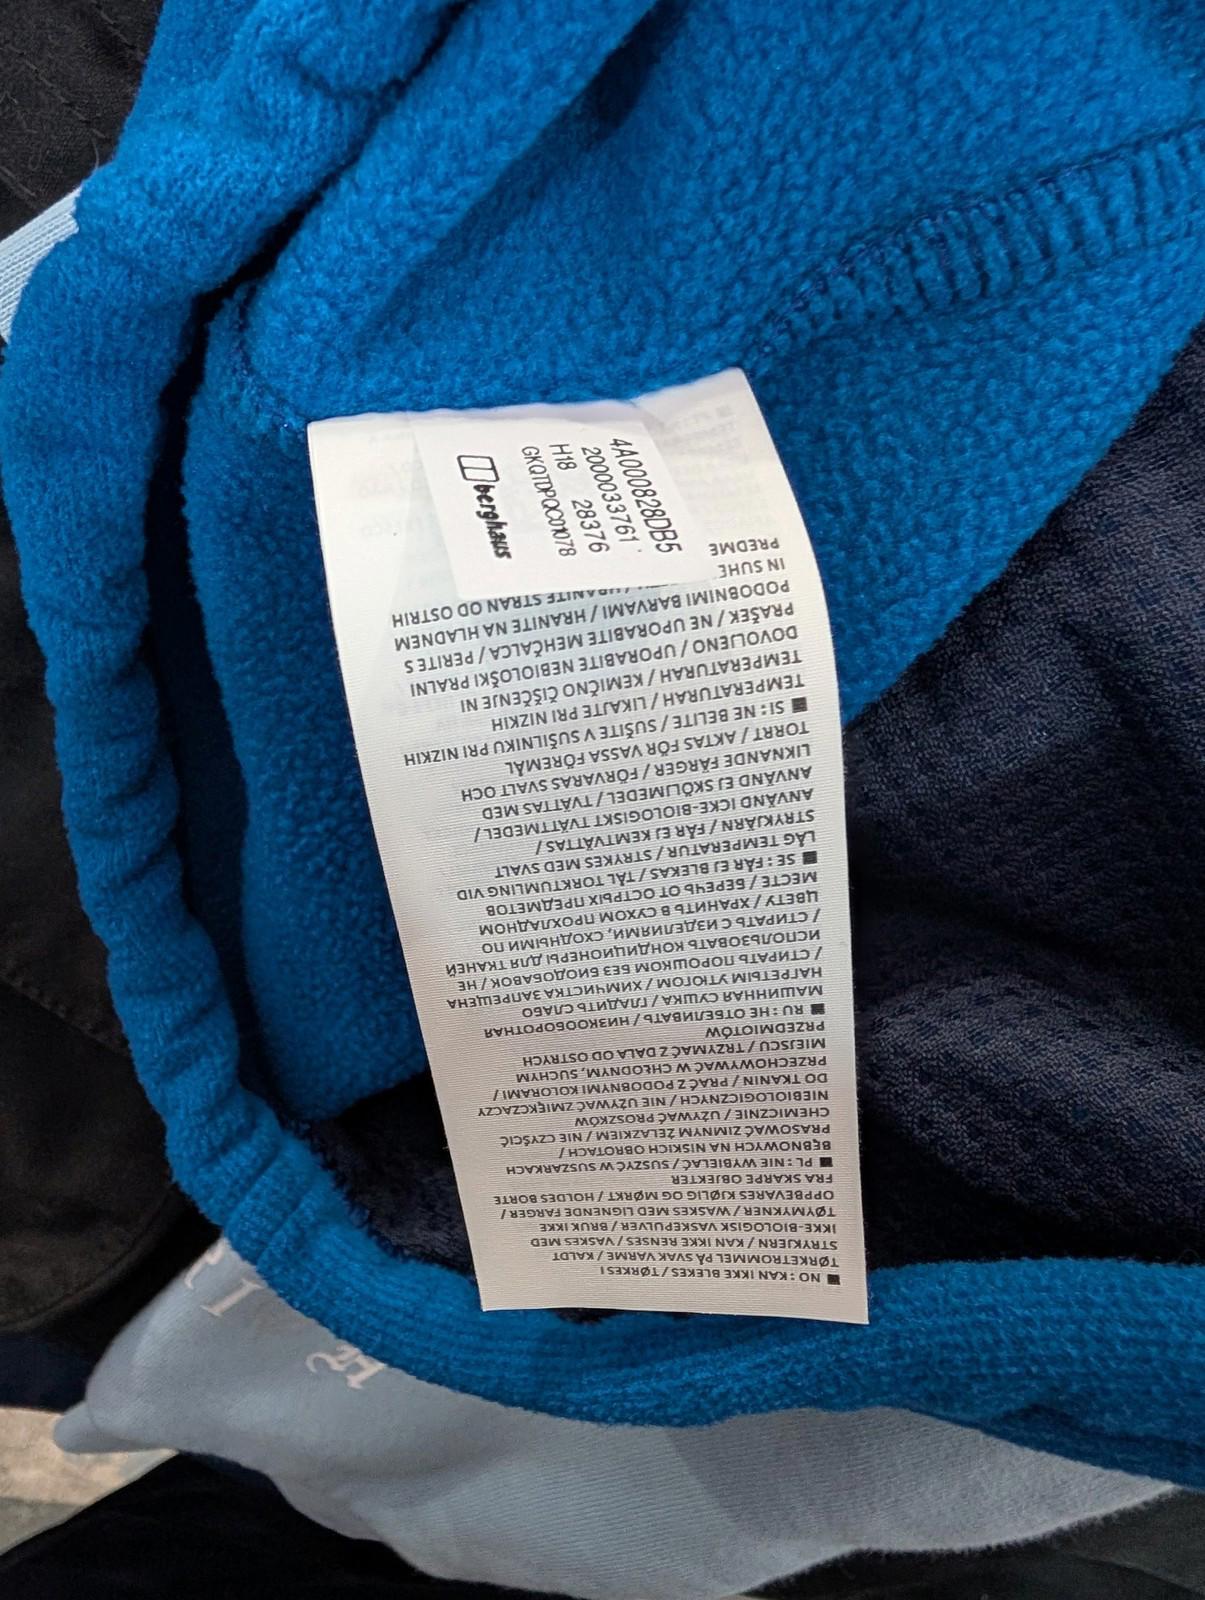 berghaus
4A000828DB5
2000033761
H18 28376
GKQTDPQC01078
■ NO : KAN IKKE BLEKES / TØRKES I
TØRKETROMMEL PÅ SVAK VARME / KALDT
STRYKJERN / KAN IKKE RENSES / VASKES MED
IKKE-BIOLOGISK VASKEPULVER / BRUK IKKE
TØYMYKNER / WASKES MED LIGNENDE FARGER /
OPPBEVARES KJØLIG OG MØRKT / HOLDES BORTE
FRA SKARPE OBJEKTER
■ PL : NIE WYBIELAĆ / SUSZYĆ W SUSZARKACH
BĘBNOWYCH NA NISKICH OBROTACH /
PRASOWAĆ ZIMNYM ŻELAZKIEM / NIE CZYŚCIĆ
CHEMICZNIE / UŻYWAĆ PROSZKÓW
NIEBIOLOGICZNYCH / NIE UŻYWAĆ ZMIĘKCZACZY
DO TKANIN / PRAĆ Z PODOBNYMI KOLORAMI /
PRZECHOWYWAĆ W CHŁODNYM, SUCHYM
MIEJSCU / TRZYMAĆ Z DALA OD OSTRYCH
PRZEDMIOTÓW
■ RU : НЕ ОТБЕЛИВАТЬ / НИЗКООБОРОТНАЯ
МАШИННАЯ СУШКА / ГЛАДИТЬ СЛАБО
НАГРЕТЫМ УТЮГОМ / ХИМЧИСТКА ЗАПРЕЩЕНА
/ СТИРАТЬ ПОРОШКОМ БЕЗ БИОДОБАВОК / НЕ
ИСПОЛЬЗОВАТЬ КОНДИЦИОНЕРЫ ДЛЯ ТКАНЕЙ
/ СТИРАТЬ С ИЗДЕЛИЯМИ, СХОДНЫМИ ПО
ЦВЕТУ / ХРАНИТЬ В СУХОМ ПРОХЛАДНОМ
МЕСТЕ / БЕРЕЧЬ ОТ ОСТРЫХ ПРЕДМЕТОВ
■ SE : FÅR EJ BLEKAS / TÅL TORKTUMLING VID
LÅG TEMPERATUR / STRYKES MED SVALT
STRYKJÄRN / FÅR EJ KEMTVÄTTAS /
ANVÄND ICKE-BIOLOGISKT TVÄTTMEDEL /
ANVÄND EJ SKÖLJMEDEL / TVÄTTAS MED
LIKNANDE FÄRGER / FÖRVARAS SVALT OCH
TORRT / AKTAS FÖR VASSA FÖREMÅL
■ SI : NE BELITE / SUŠITE V SUŠILNIKU PRI NIZKIH
TEMPERATURAH / LIKAJTE PRI NIZKIH
TEMPERATURAH / KEMIČNO ČIŠČENJE NI
DOVOLJENO / UPORABITE NEBIOLOŠKI PRALNI
PRAŠEK / NE UPORABITE MEHČALCA / PERITE S
PODOBNIMI BARVAMI / HRANITE NA HLADNEM
IN SUHE
HRANITE STRAN OD OSTRIH
PREDME